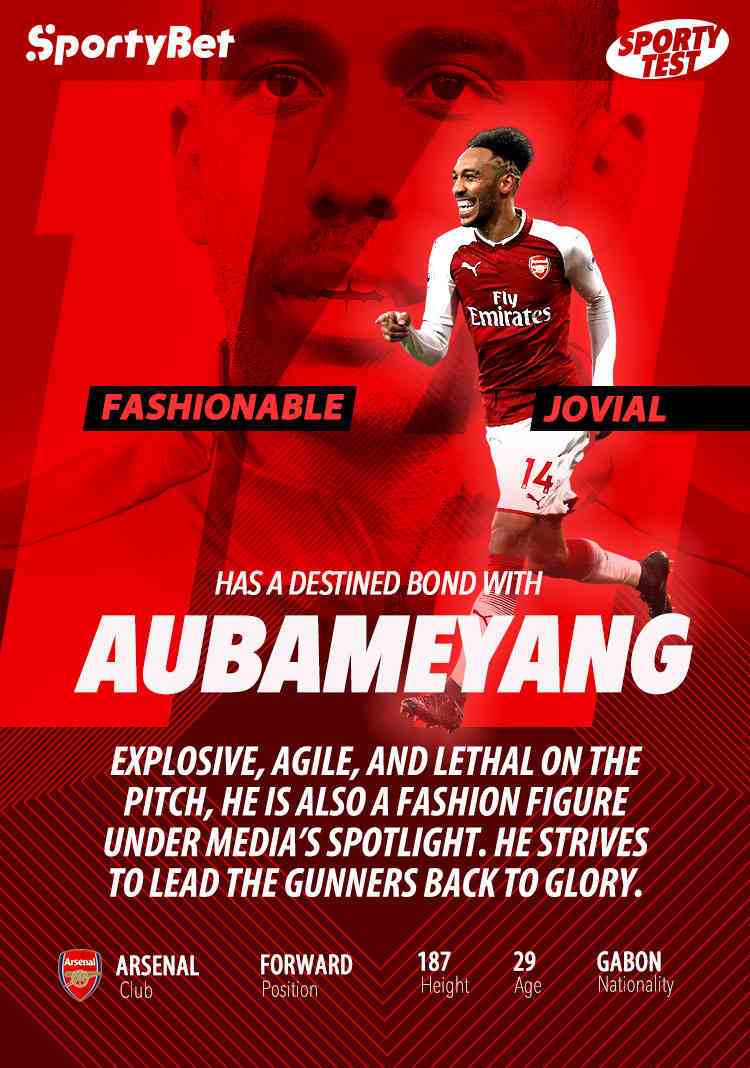 SportyBet
SPORTY
TEST
Arsenal
Fly
Emirates
FASHIONABLE
JOVIAL
14
HAS A DESTINED BOND WITH
AUBAMEYANG
EXPLOSIVE, AGILE, AND LETHAL ON THE
PITCH, HE IS ALSO A FASHION FIGURE
UNDER MEDIA'S SPOTLIGHT. HE STRIVES
TO LEAD THE GUNNERS BACK TO GLORY.
Arsenal
ARSENAL
Club
FORWARD
Position
187
Height
29
Age
GABON
Nationality